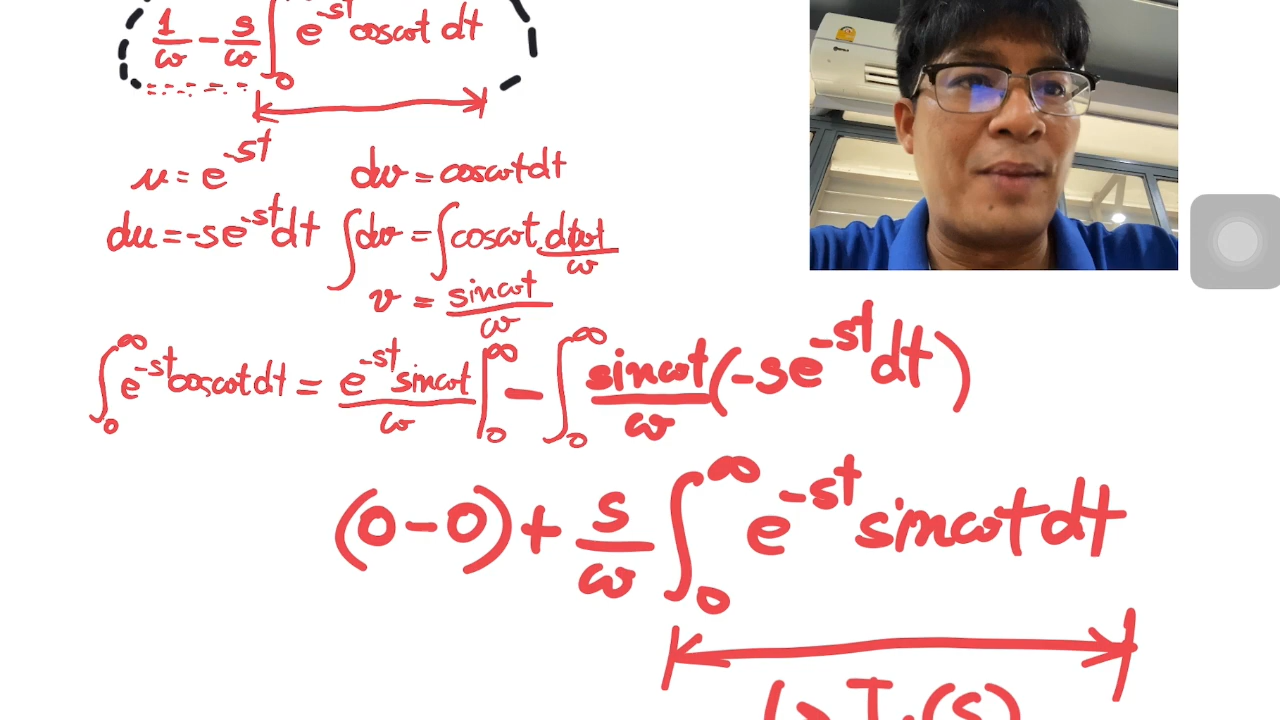 1/ω − s/ω ∫₀ e^-st cosωt dt
u = e^-st dv = cosωt dt
du = -se^-st dt ∫dv = ∫cosωt dωt/ω
v = sinωt/ω
∫₀^∞ e^-st cosωt dt = e^-st sinωt/ω |₀^∞ − ∫₀^∞ sinωt/ω (-se^-st dt)
(0−0) + s/ω ∫₀^∞ e^-st sinωt dt
(s)